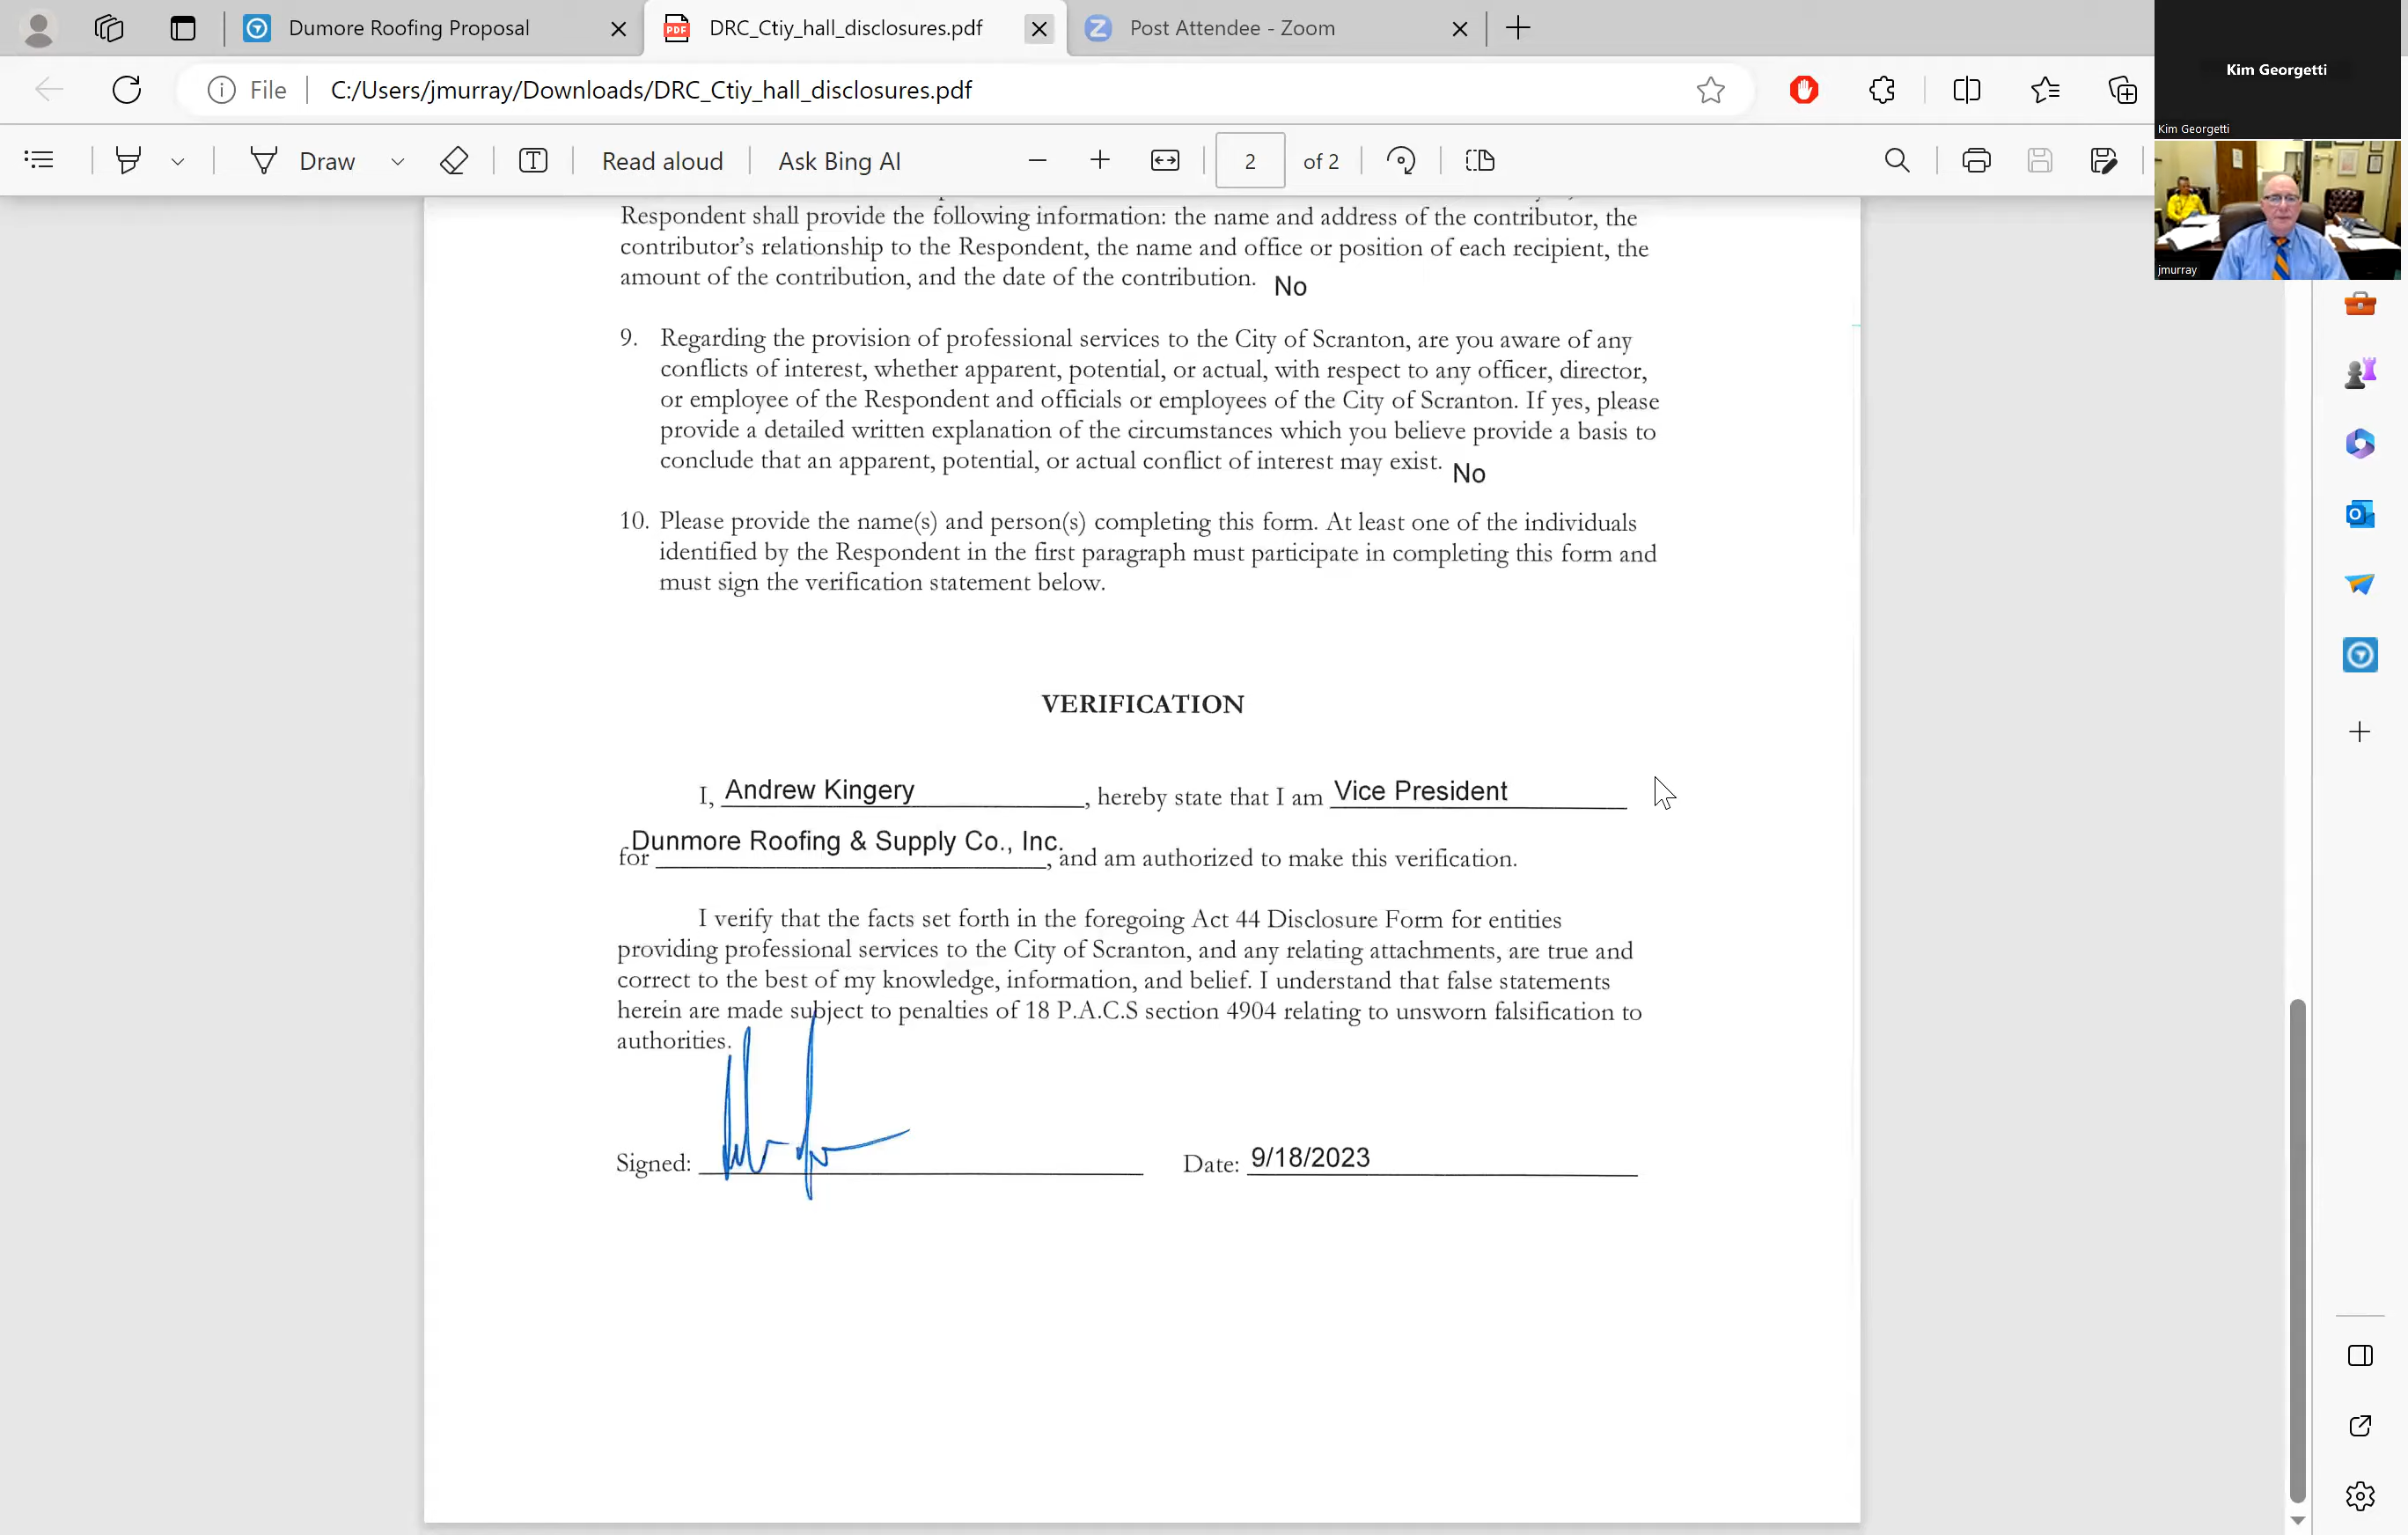 Dumore Roofing Proposal
DRC_Ctiy_hall_disclosures.pdf
Post Attendee - Zoom
File
C:/Users/jmurray/Downloads/DRC_Ctiy_hall_disclosures.pdf
Draw
Read aloud
Ask Bing AI
2 of 2
Kim Georgetti
Kim Georgetti
jmurray
Respondent shall provide the following information: the name and address of the contributor, the
contributor's relationship to the Respondent, the name and office or position of each recipient, the
amount of the contribution, and the date of the contribution. No
9. Regarding the provision of professional services to the City of Scranton, are you aware of any
conflicts of interest, whether apparent, potential, or actual, with respect to any officer, director,
or employee of the Respondent and officials or employees of the City of Scranton. If yes, please
provide a detailed written explanation of the circumstances which you believe provide a basis to
conclude that an apparent, potential, or actual conflict of interest may exist. No
10. Please provide the name(s) and person(s) completing this form. At least one of the individuals
identified by the Respondent in the first paragraph must participate in completing this form and
must sign the verification statement below.
VERIFICATION
I, Andrew Kingery, hereby state that I am Vice President
for Dunmore Roofing & Supply Co., Inc., and am authorized to make this verification.
I verify that the facts set forth in the foregoing Act 44 Disclosure Form for entities
providing professional services to the City of Scranton, and any relating attachments, are true and
correct to the best of my knowledge, information, and belief. I understand that false statements
herein are made subject to penalties of 18 P.A.C.S section 4904 relating to unsworn falsification to
authorities.
Signed:
Date: 9/18/2023